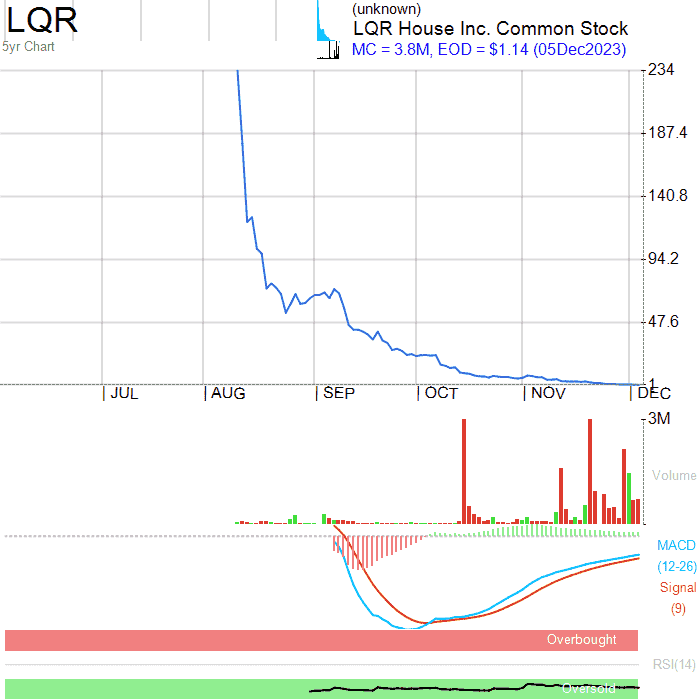 LQR
5yr Chart
(unknown)
LQR House Inc. Common Stock
MC = 3.8M, EOD = $1.14 (05Dec2023)
234
187.4
140.8
94.2
47.6
1
JUL AUG SEP OCT NOV DEC
3M
Volume
MACD
(12-26)
Signal
(9)
Overbought
RSI(14)
Oversold